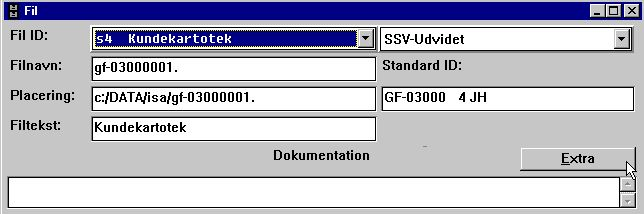 Fil
Fil ID: s4 Kundekartotek SSV-Udvidet
Filnavn: gf-03000001. Standard ID:
Placering: c:/DATA/isa/gf-03000001. GF-03000 4 JH
Filtekst: Kundekartotek
Dokumentation Extra